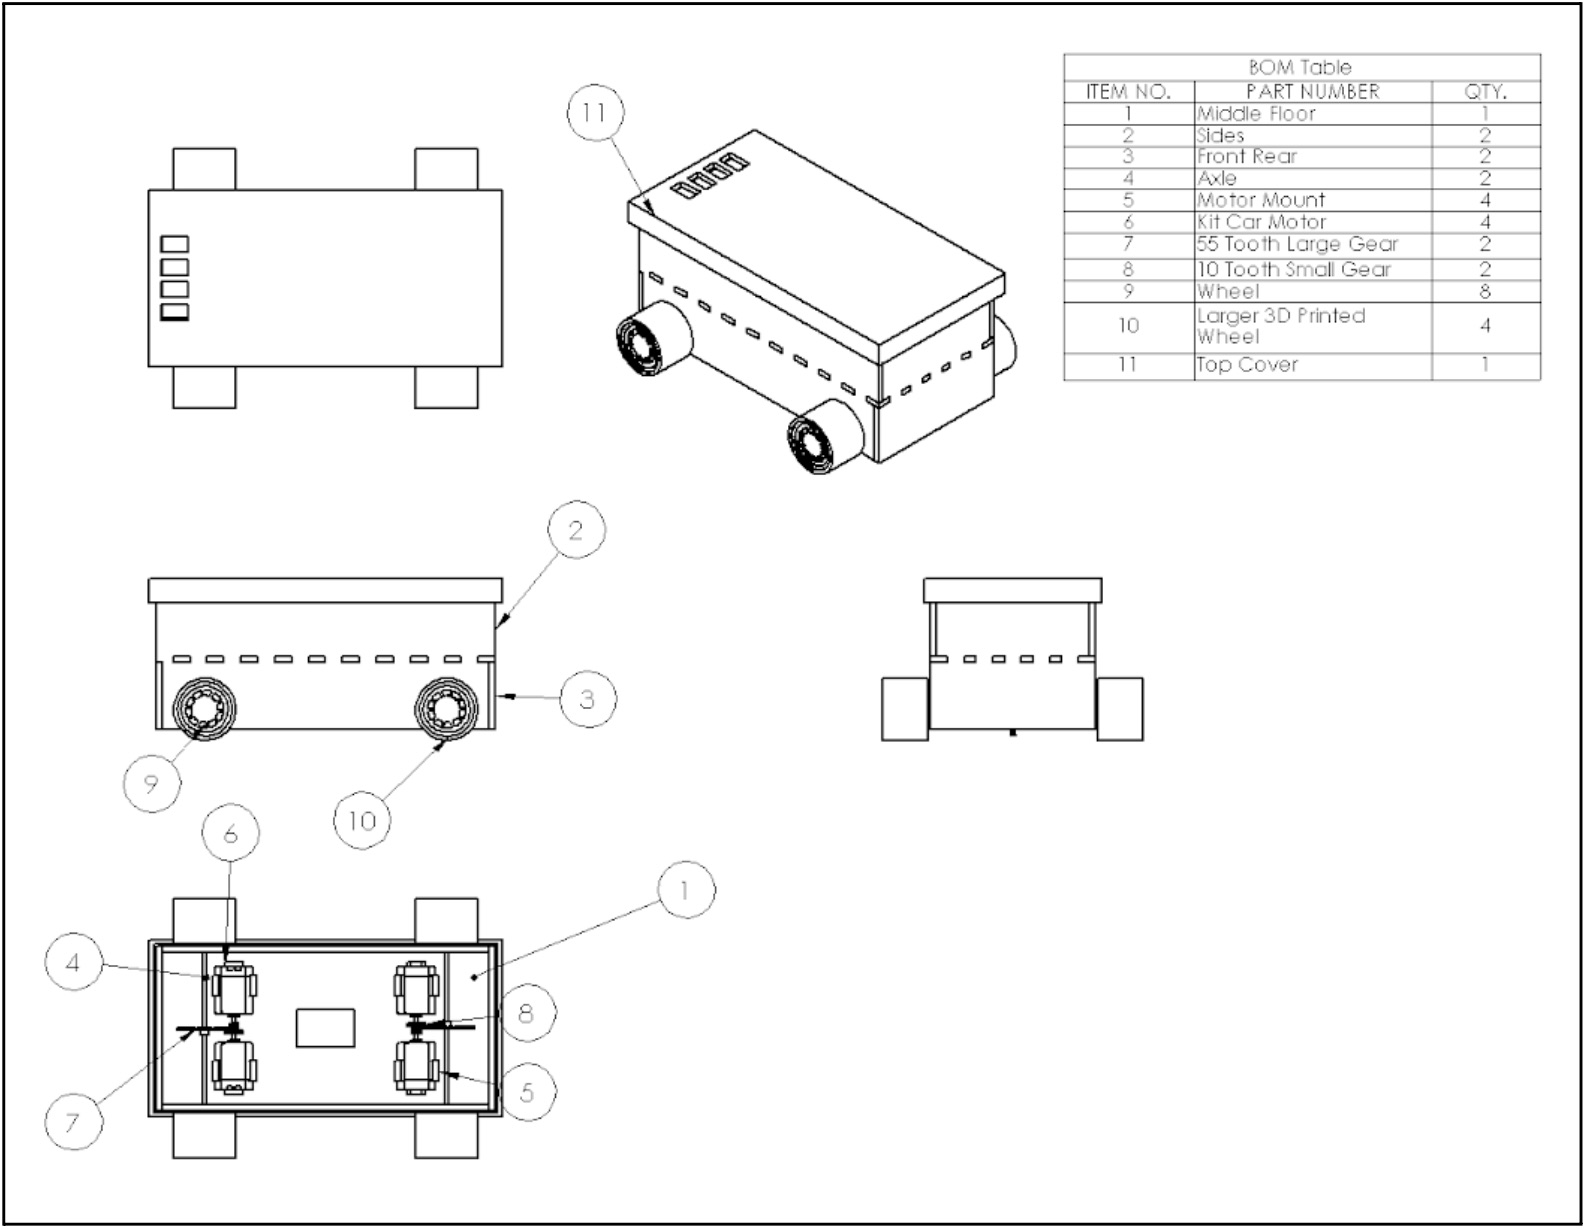 BOM Table
ITEM NO. PART NUMBER QTY.
1 Middle Floor 1
2 Sides 2
3 Front Rear 2
4 Axle 2
5 Motor Mount 4
6 Kit Car Motor 4
7 55 Tooth Large Gear 2
8 10 Tooth Small Gear 2
9 Wheel 8
10 Larger 3D Printed
Wheel 4
11 Top Cover 1
11
2
3
9
10
6
1
4
8
5
7